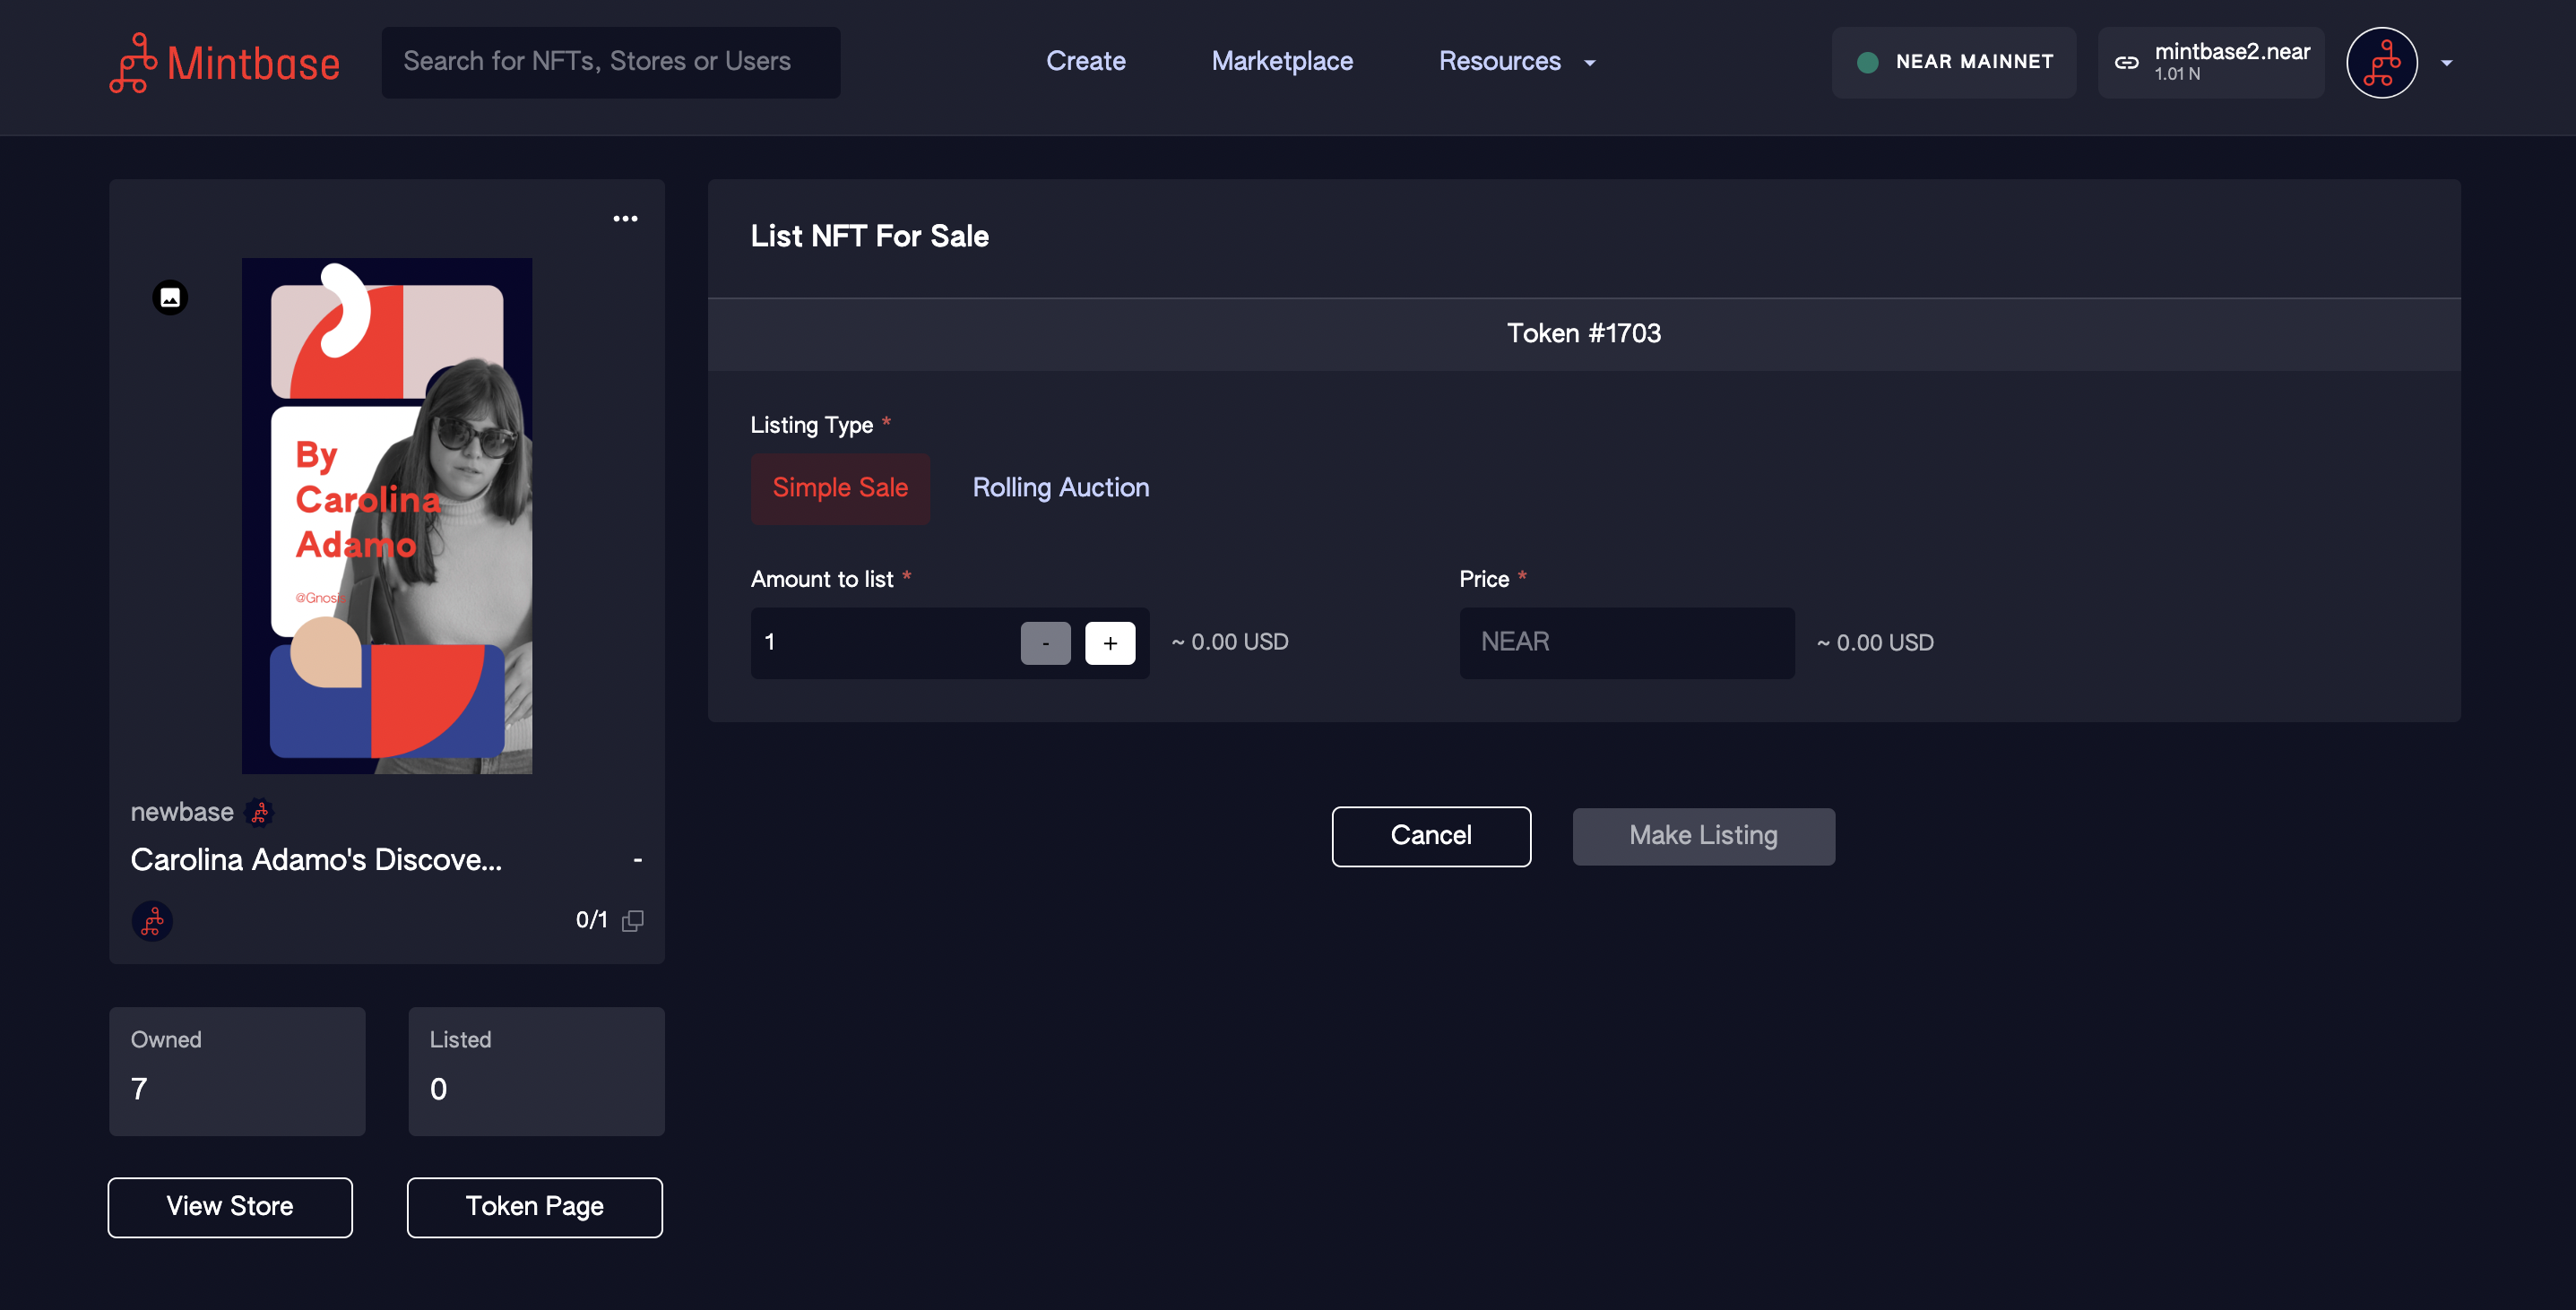 Mintbase
Search for NFTs, Stores or Users
Create
Marketplace
Resources
NEAR MAINNET
mintbase2.near
1.01 N
List NFT For Sale
Token #1703
Listing Type *
Simple Sale
Rolling Auction
Amount to list *
1
-
+
~ 0.00 USD
Price *
NEAR
~ 0.00 USD
Cancel
Make Listing
By
Carolina
Adamo
@Gnosis
newbase
Carolina Adamo's Discove...
-
0/1
Owned
7
Listed
0
View Store
Token Page